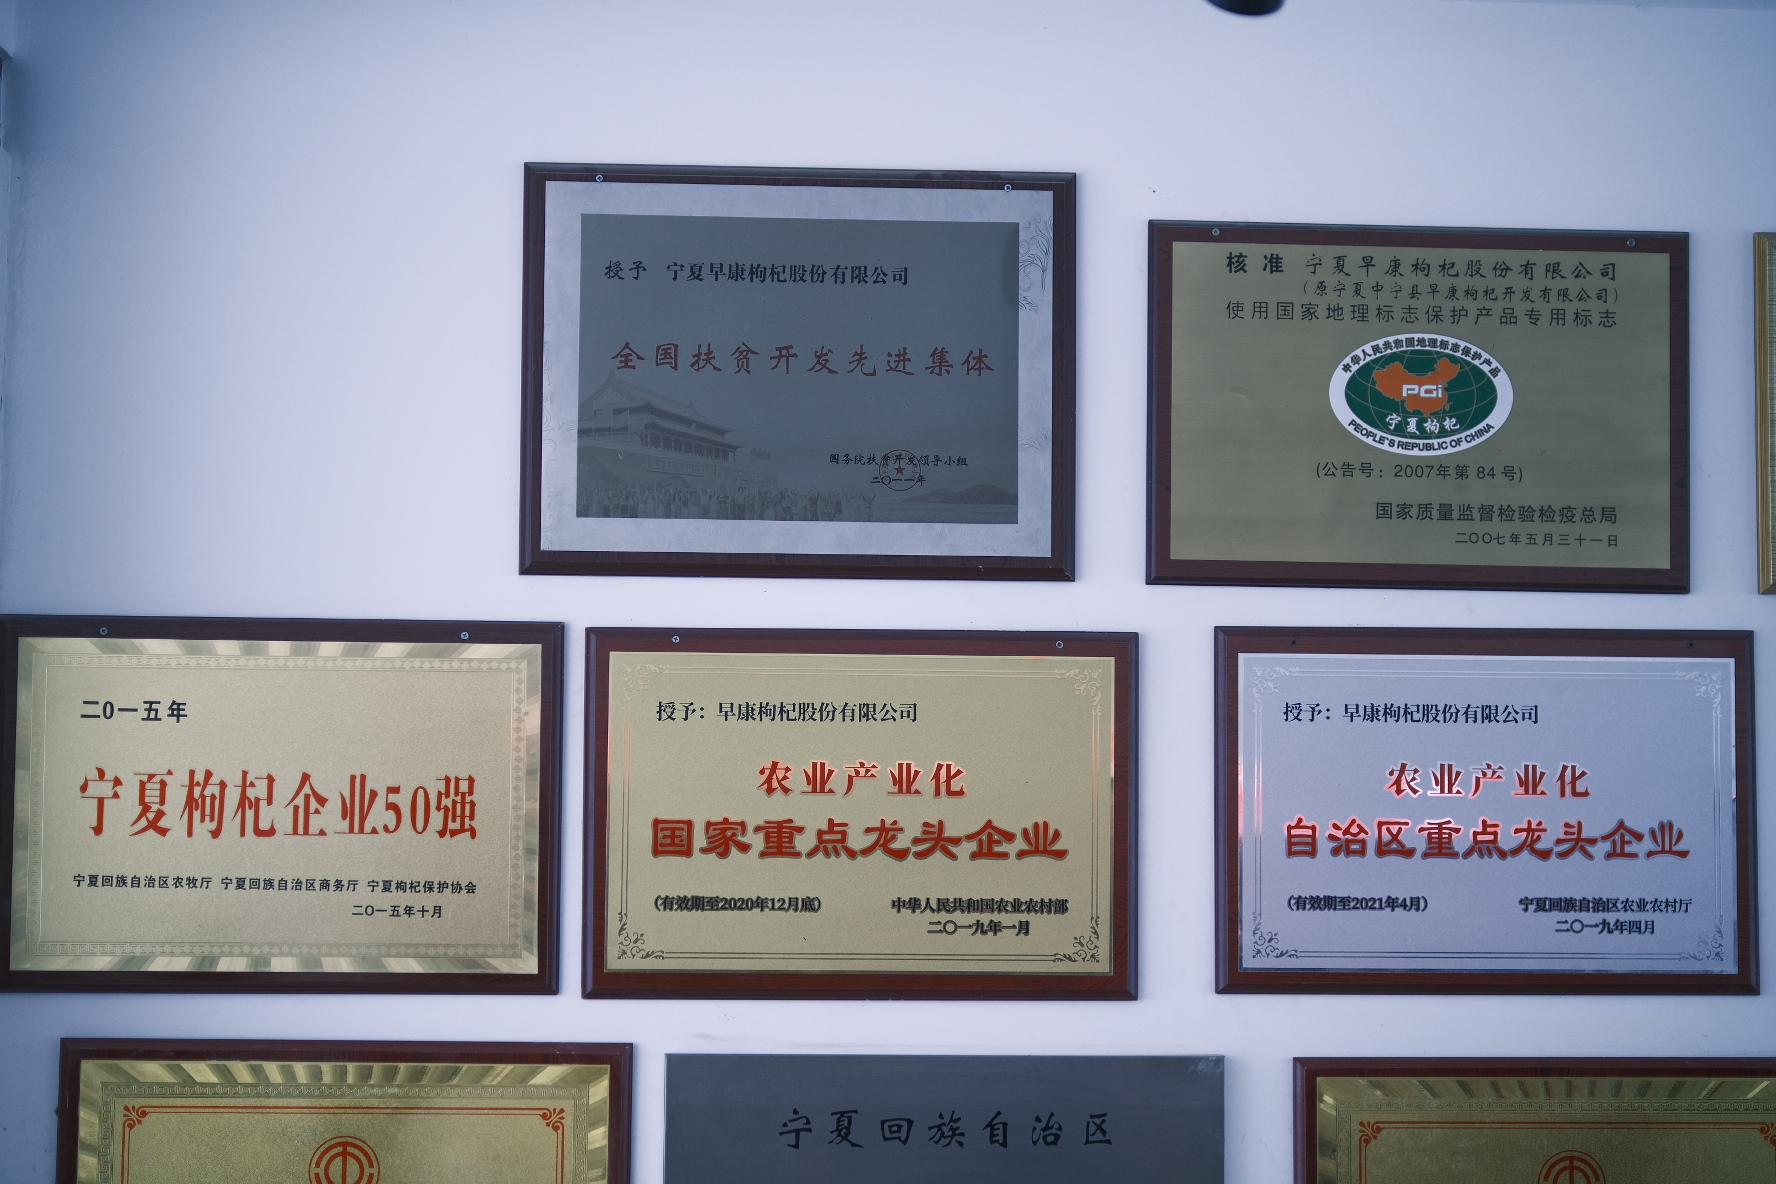 授予 宁夏早康枸杞股份有限公司
全国扶贫开发先进集体
国务院扶贫开发领导小组
二〇一一年
核准 宁夏早康枸杞股份有限公司
(原宁夏中宁县早康枸杞开发有限公司)
使用国家地理标志保护产品专用标志
中华人民共和国地理标志保护产品
PGi
宁夏枸杞
PEOPLE'S REPUBLIC OF CHINA
(公告号：2007年第 84 号)
国家质量监督检验检疫总局
二〇〇七年五月三十一日
二0一五年
宁夏枸杞企业50强
宁夏回族自治区农牧厅 宁夏回族自治区商务厅 宁夏枸杞保护协会
二〇一五年十月
授予：早康枸杞股份有限公司
农业产业化
国家重点龙头企业
(有效期至2020年12月底)
中华人民共和国农业农村部
二〇一九年一月
授予：早康枸杞股份有限公司
农业产业化
自治区重点龙头企业
(有效期至2021年4月)
宁夏回族自治区农业农村厅
二〇一九年四月
宁夏回族自治区